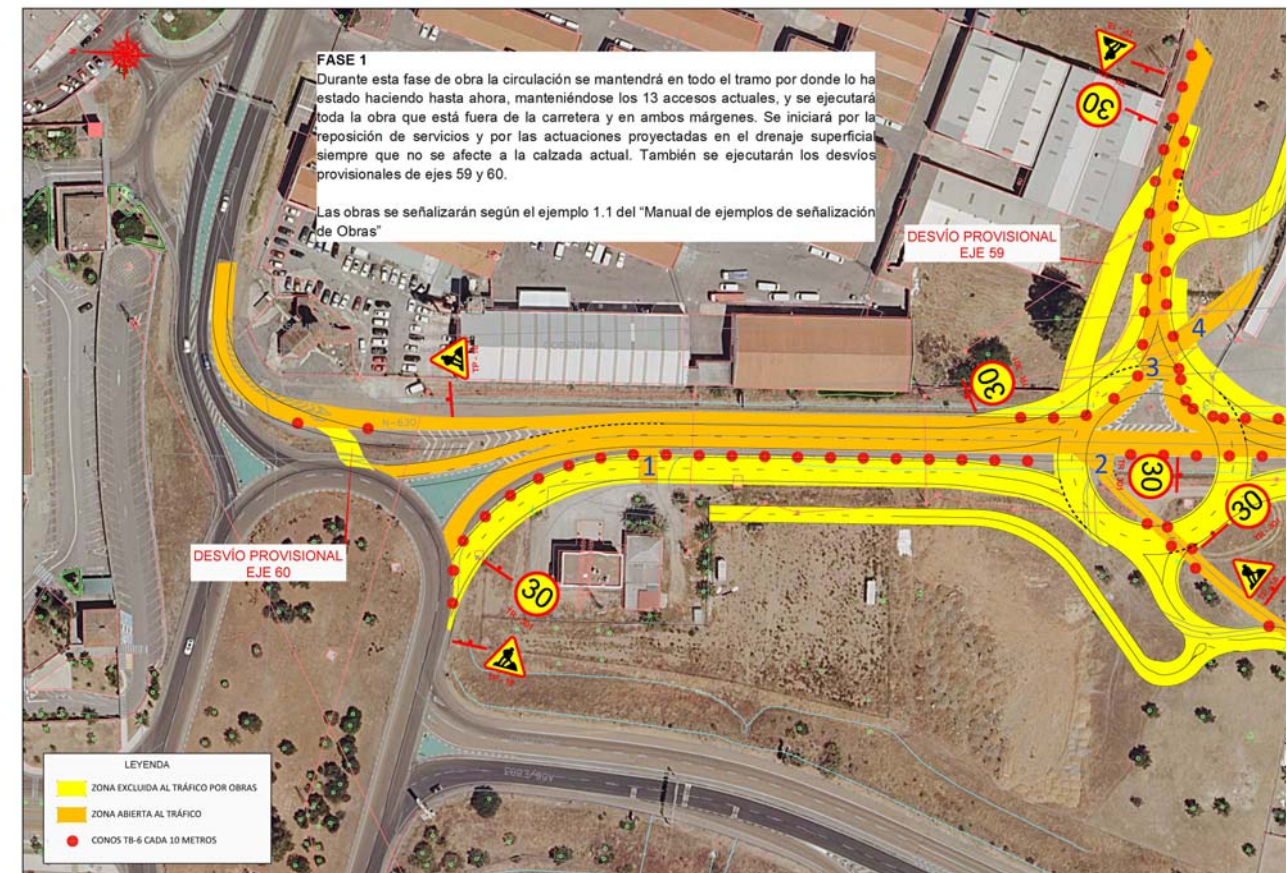 FASE 1
Durante esta fase de obra la circulación se mantendrá en todo el tramo por donde lo ha
estado haciendo hasta ahora, manteniéndose los 13 accesos actuales, y se ejecutará
toda la obra que está fuera de la carretera y en ambos márgenes. Se iniciará por la
reposición de servicios y por las actuaciones proyectadas en el drenaje superficia
siempre que no se afecte a la calzada actual. También se ejecutarán los desvíos
provisionales de ejes 59 y 60.
Las obras se señalizarán según el ejemplo 1.1 del “Manual de ejemplos de señalización
de Obras”
30
DESVÍO PROVISIONAL
EJE 59
4
3
30
N-630
1
2
30
30
DESVÍO PROVISIONAL
EJE 60
30
LEYENDA
ZONA EXCLUIDA AL TRÁFICO POR OBRAS
ZONA ABIERTA AL TRÁFICO
CONOS TB-6 CADA 10 METROS